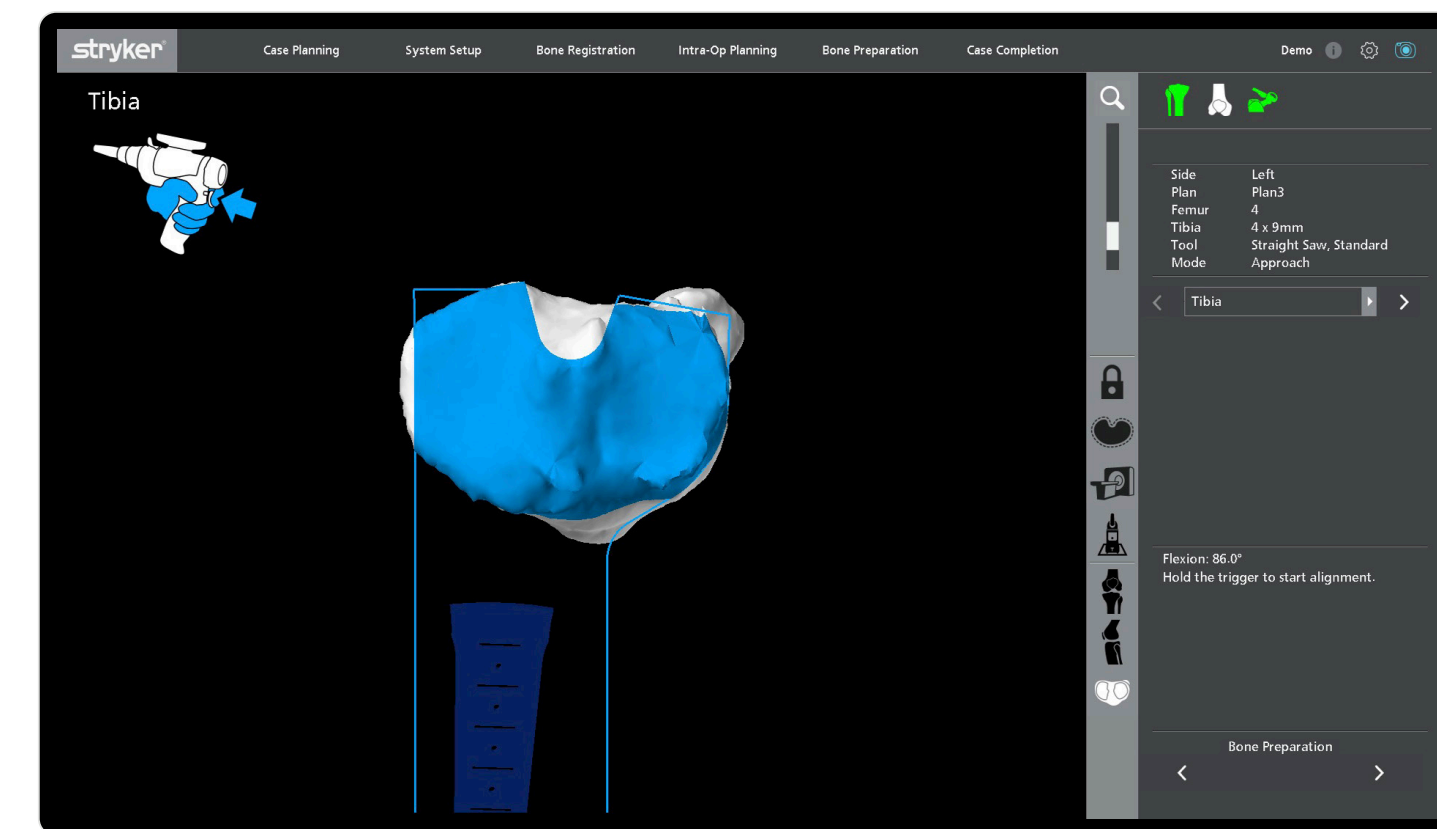 stryker
Case Planning
System Setup
Bone Registration
Intra-Op Planning
Bone Preparation
Case Completion
Demo
Tibia
Side Left
Plan Plan3
Femur 4
Tibia 4 x 9mm
Tool Straight Saw, Standard
Mode Approach
Tibia
Flexion: 86.0°
Hold the trigger to start alignment.
Bone Preparation